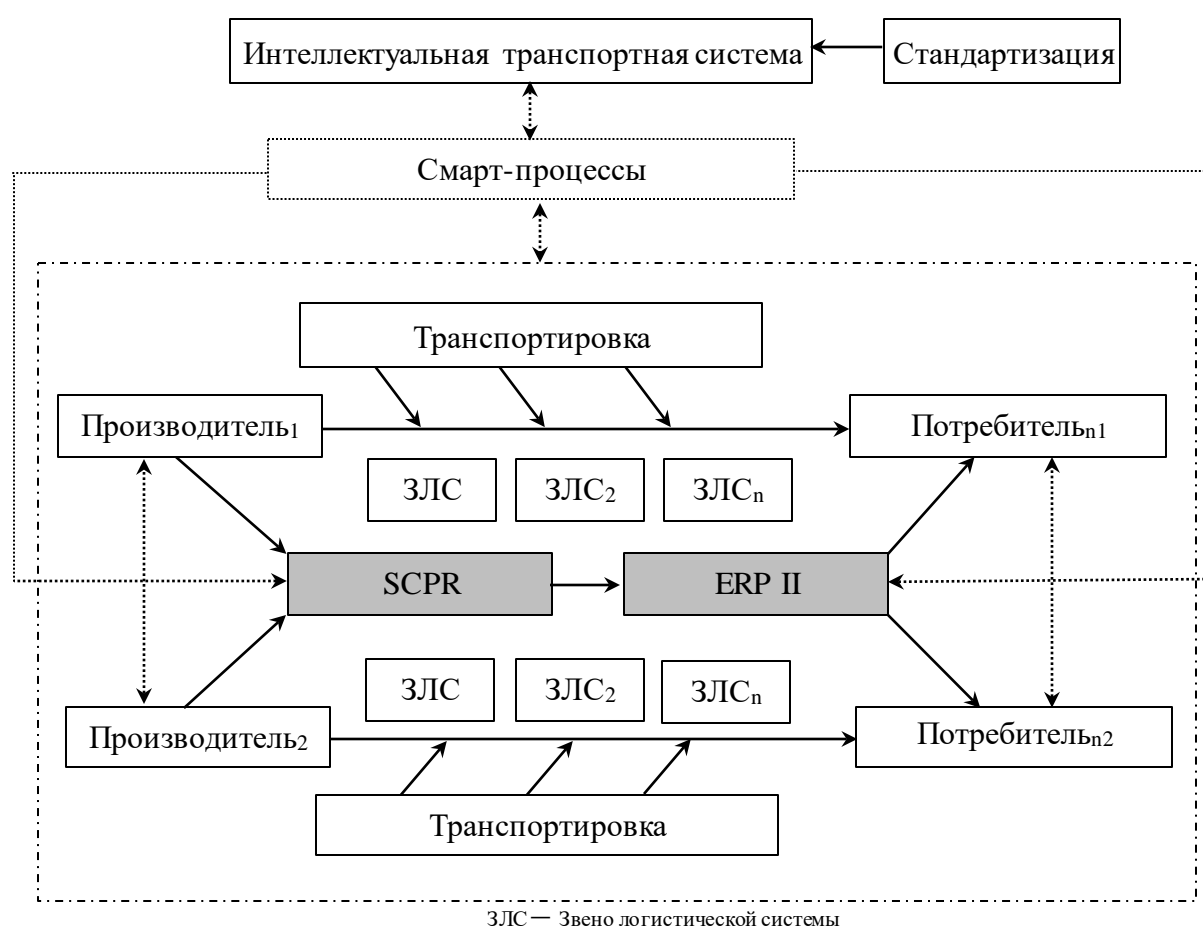 Интеллектуальная транспортная система
Стандартизация
Смарт-процессы
Транспортировка
Производитель1
Потребительn1
ЗЛС
ЗЛС2
ЗЛСn
SCPR
ERP II
ЗЛС
ЗЛС2
ЗЛСn
Производитель2
Потребительn2
Транспортировка
ЗЛС — Звено логистической системы